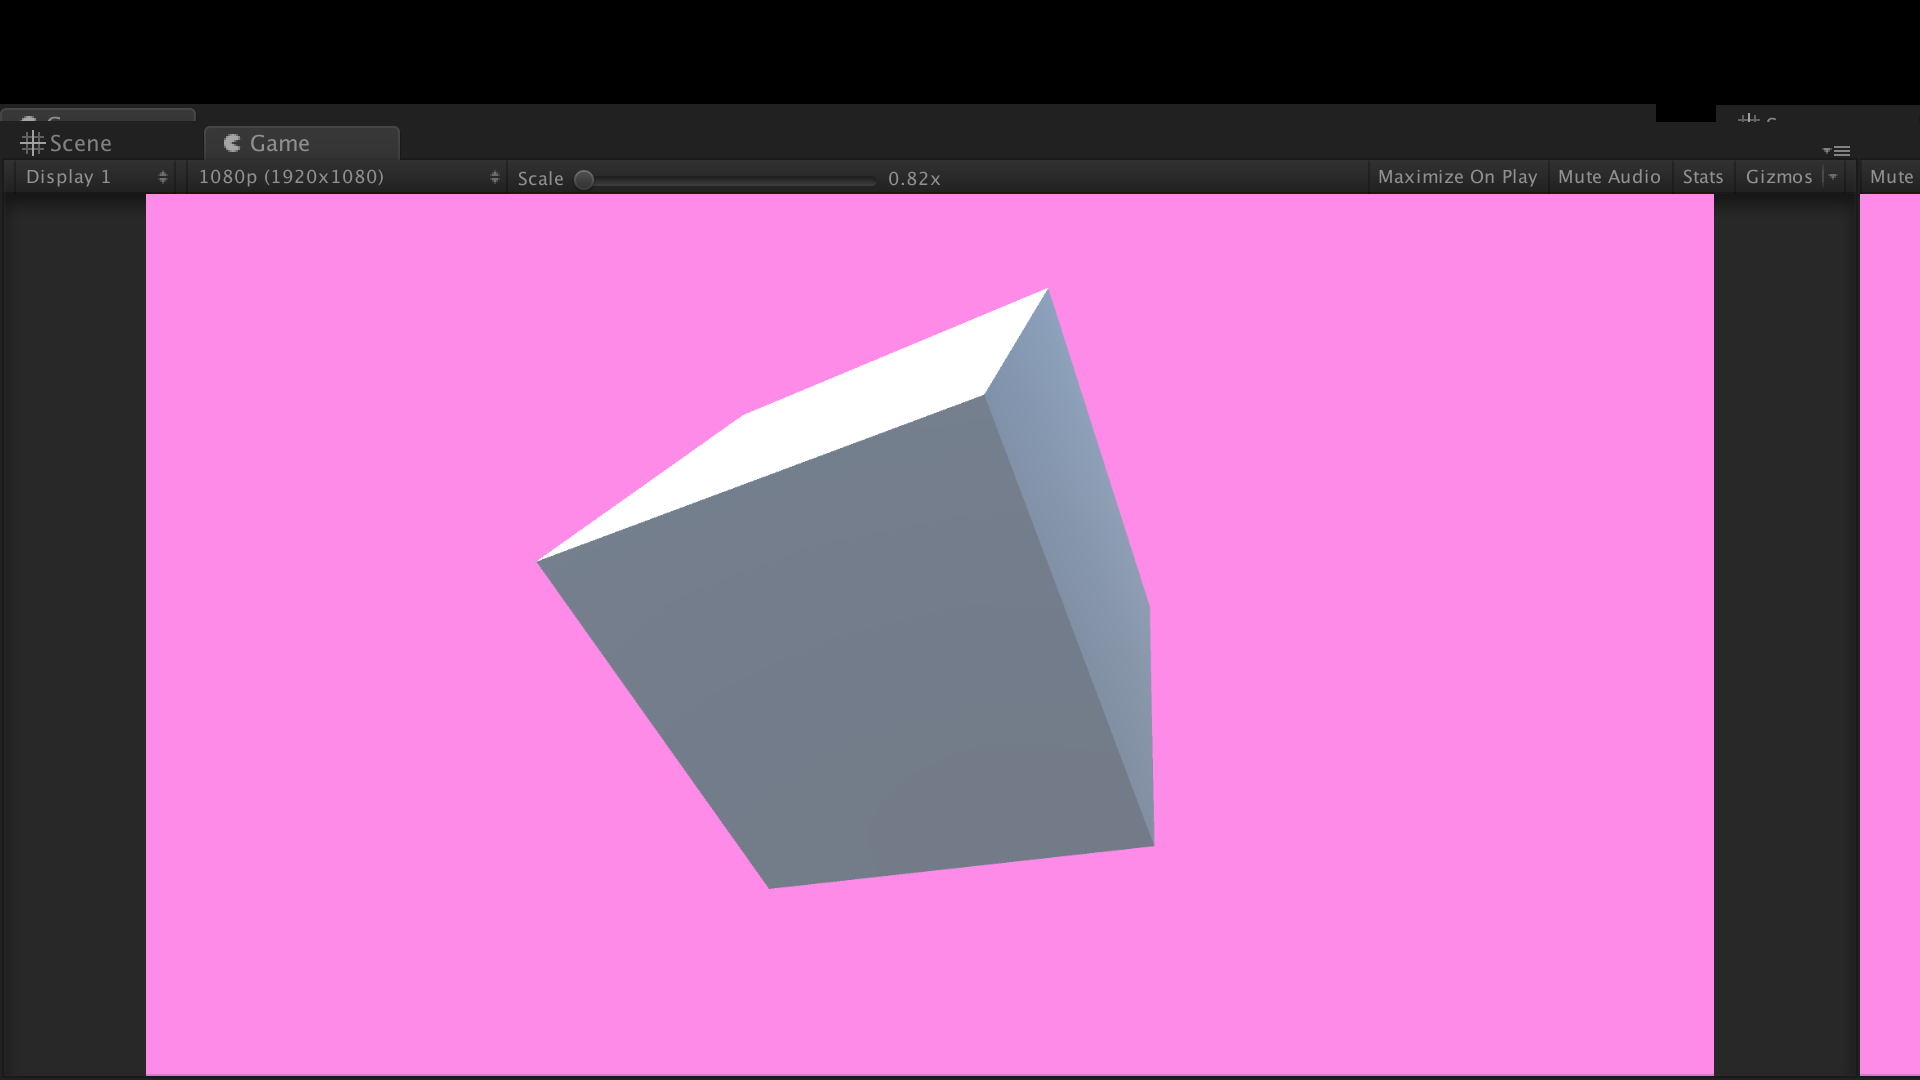 Scene
Game
Display 1
1080p (1920x1080)
Scale
0.82x
Maximize On Play
Mute Audio
Stats
Gizmos
Mute